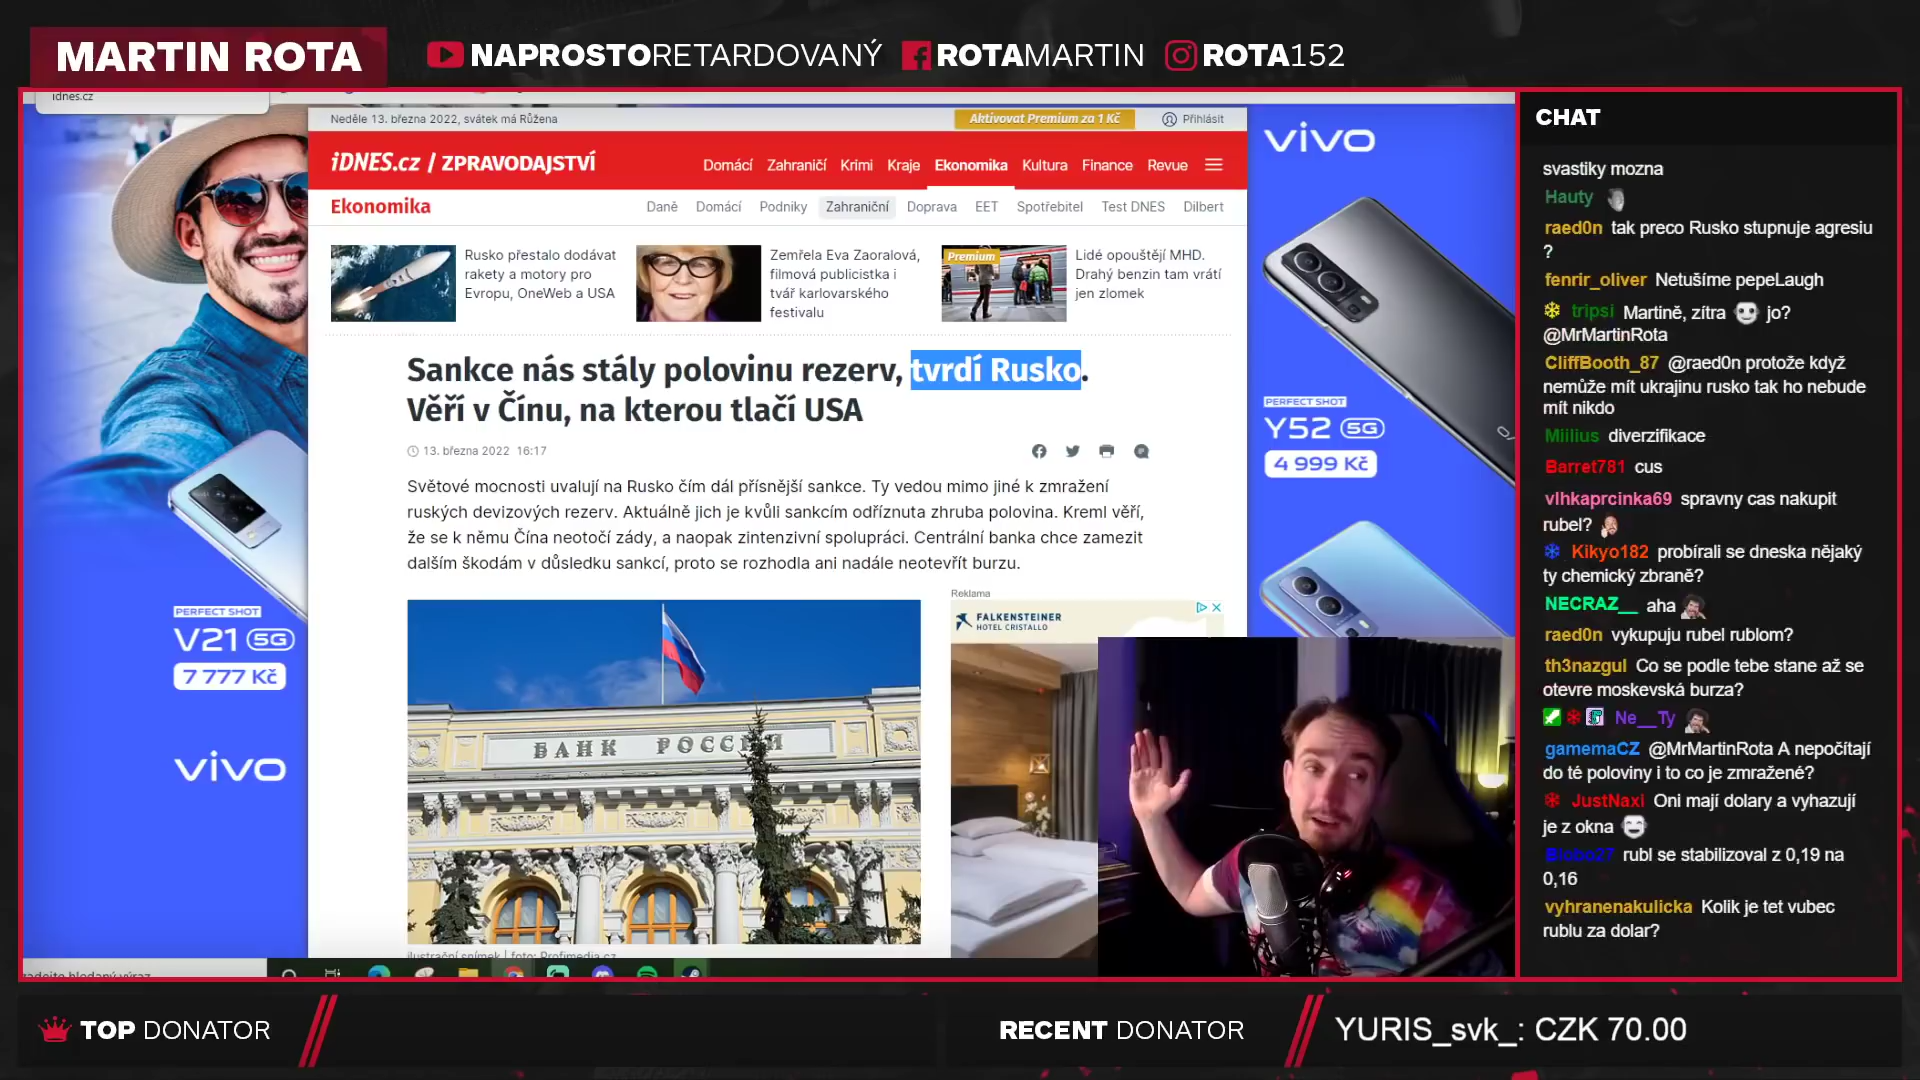 MARTIN ROTA
NAPROSTORETARDOVANÝ
ROTAMARTIN
ROTA152
idnes.cz
Neděle 13. března 2022, svátek má Růžena
Aktivovat Premium za 1 Kč
Přihlásit
iDNES.cz / ZPRAVODAJSTVÍ
Domácí Zahraničí Krimi Kraje Ekonomika Kultura Finance Revue
Ekonomika
Daně Domácí Podniky Zahraniční Doprava EET Spotřebitel Test DNES Dilbert
Rusko přestalo dodávat
rakety a motory pro
Evropu, OneWeb a USA
Zemřela Eva Zaoralová,
filmová publicistka i
tvář karlovarského
festivalu
Premium
Lidé opouštějí MHD.
Drahý benzin tam vrátí
jen zlomek
Sankce nás stály polovinu rezerv, tvrdí Rusko.
Věří v Čínu, na kterou tlačí USA
13. března 2022 16:17
Světové mocnosti uvalují na Rusko čím dál přísnější sankce. Ty vedou mimo jiné k zmražení
ruských devizových rezerv. Aktuálně jich je kvůli sankcím odříznuta zhruba polovina. Kreml věří,
že se k němu Čína neotočí zády, a naopak zintenzivní spolupráci. Centrální banka chce zamezit
dalším škodám v důsledku sankcí, proto se rozhodla ani nadále neotevřít burzu.
Reklama
FALKENSTEINER
HOTEL CRISTALLO
БАНК РОССИИ
ilustrační snímek | foto: Profimedia.cz
PERFECT SHOT
V21 5G
7 777 Kč
vivo
vivo
PERFECT SHOT
Y52 5G
4 999 Kč
CHAT
svastiky mozna
Hauty
raed0n tak preco Rusko stupnuje agresiu
?
fenrir_oliver Netušíme pepeLaugh
tripsi Martině, zítra jo?
@MrMartinRota
CliffBooth_87 @raed0n protože když
nemůže mít ukrajinu rusko tak ho nebude
mít nikdo
Miilius diverzifikace
Barret781 cus
vlhkaprcinka69 spravny cas nakupit
rubel?
Kikyo182 probírali se dneska nějaký
ty chemický zbraně?
NECRAZ__ aha
raed0n vykupuju rubel rublom?
th3nazgul Co se podle tebe stane až se
otevre moskevská burza?
Ne__Ty
gamemaCZ @MrMartinRota A nepočítají
do té poloviny i to co je zmražené?
JustNaxi Oni mají dolary a vyhazují
je z okna
Blobo27 rubl se stabilizoval z 0,19 na
0,16
vyhranenakulicka Kolik je tet vubec
rublu za dolar?
TOP DONATOR
RECENT DONATOR
YURIS_svk_: CZK 70.00